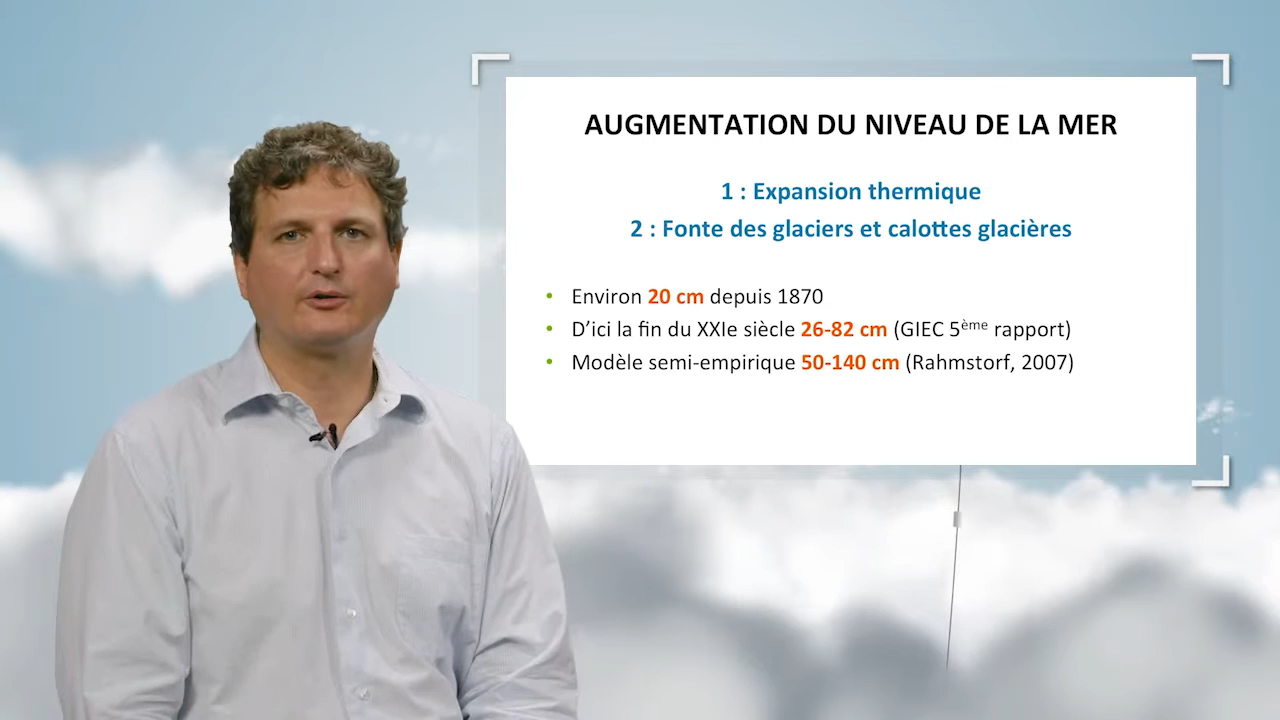 AUGMENTATION DU NIVEAU DE LA MER
1 : Expansion thermique
2 : Fonte des glaciers et calottes glacières
• Environ 20 cm depuis 1870
• D’ici la fin du XXIe siècle 26-82 cm (GIEC 5ème rapport)
• Modèle semi-empirique 50-140 cm (Rahmstorf, 2007)